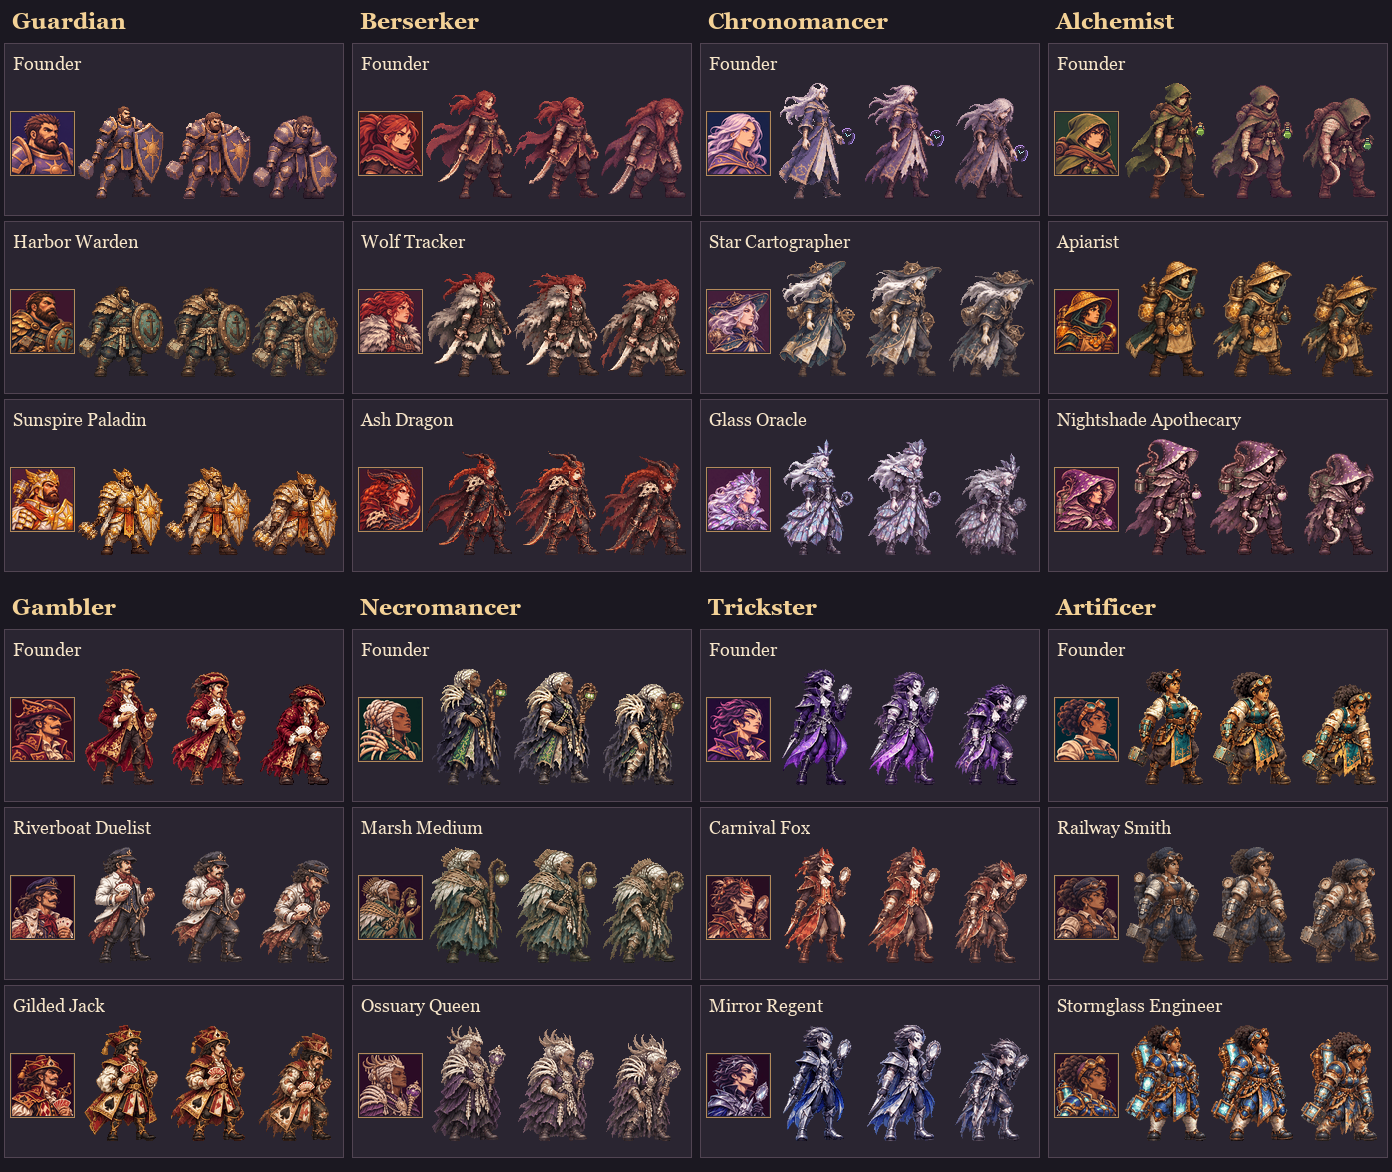 Guardian
Berserker
Chronomancer
Alchemist
Founder
Founder
Founder
Founder
Harbor Warden
Wolf Tracker
Star Cartographer
Apiarist
Sunspire Paladin
Ash Dragon
Glass Oracle
Nightshade Apothecary
Gambler
Necromancer
Trickster
Artificer
Founder
Founder
Founder
Founder
Riverboat Duelist
Marsh Medium
Carnival Fox
Railway Smith
Gilded Jack
Ossuary Queen
Mirror Regent
Stormglass Engineer